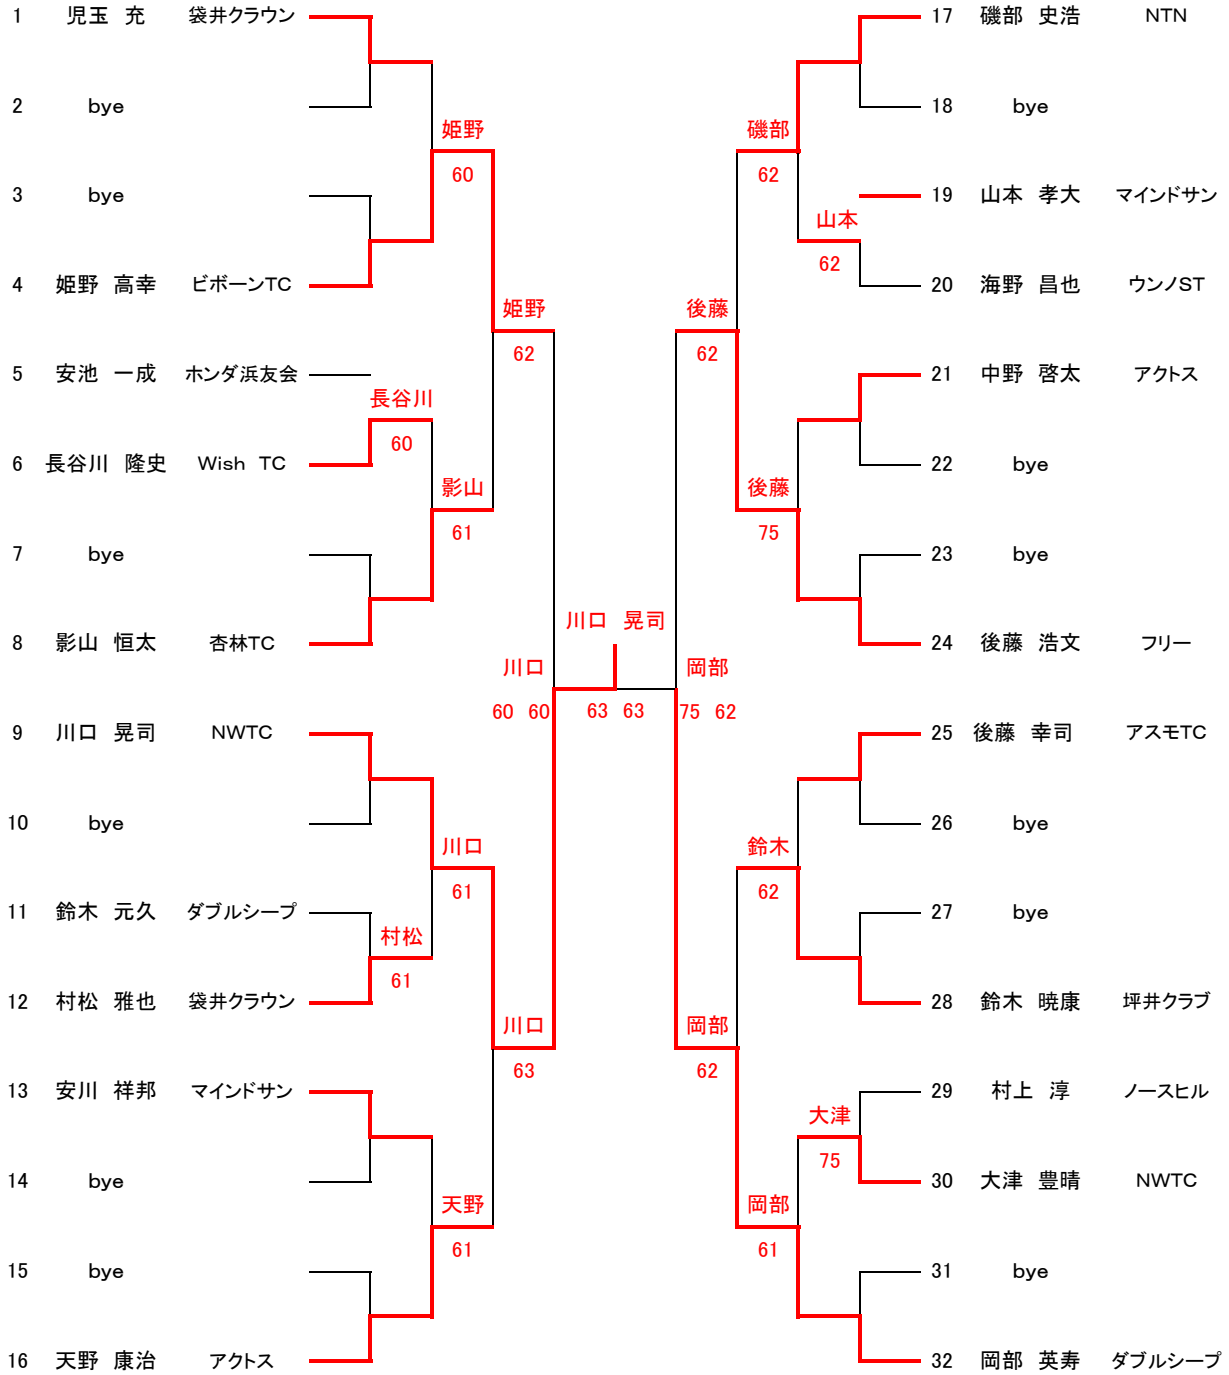 1 児玉 充 袋井クラウン
17 磯部 史浩 NTN
2 bye
18 bye
姫野
磯部
60
62
3 bye
19 山本 孝大 マインドサン
山本
62
4 姫野 高幸 ビボーンTC
20 海野 昌也 ウンノST
姫野
後藤
62
62
5 安池 一成 ホンダ浜友会
21 中野 啓太 アクトス
長谷川
60
6 長谷川 隆史 Wish TC
22 bye
影山
後藤
61
75
7 bye
23 bye
川口 晃司
8 影山 恒太 杏林TC
24 後藤 浩文 フリー
川口
岡部
60 60
63 63
75 62
9 川口 晃司 NWTC
25 後藤 幸司 アスモTC
10 bye
26 bye
川口
鈴木
61
62
11 鈴木 元久 ダブルシープ
27 bye
村松
61
12 村松 雅也 袋井クラウン
28 鈴木 暁康 坪井クラブ
川口
岡部
63
62
13 安川 祥邦 マインドサン
29 村上 淳 ノースヒル
大津
75
14 bye
30 大津 豊晴 NWTC
天野
岡部
61
61
15 bye
31 bye
16 天野 康治 アクトス
32 岡部 英寿 ダブルシープ